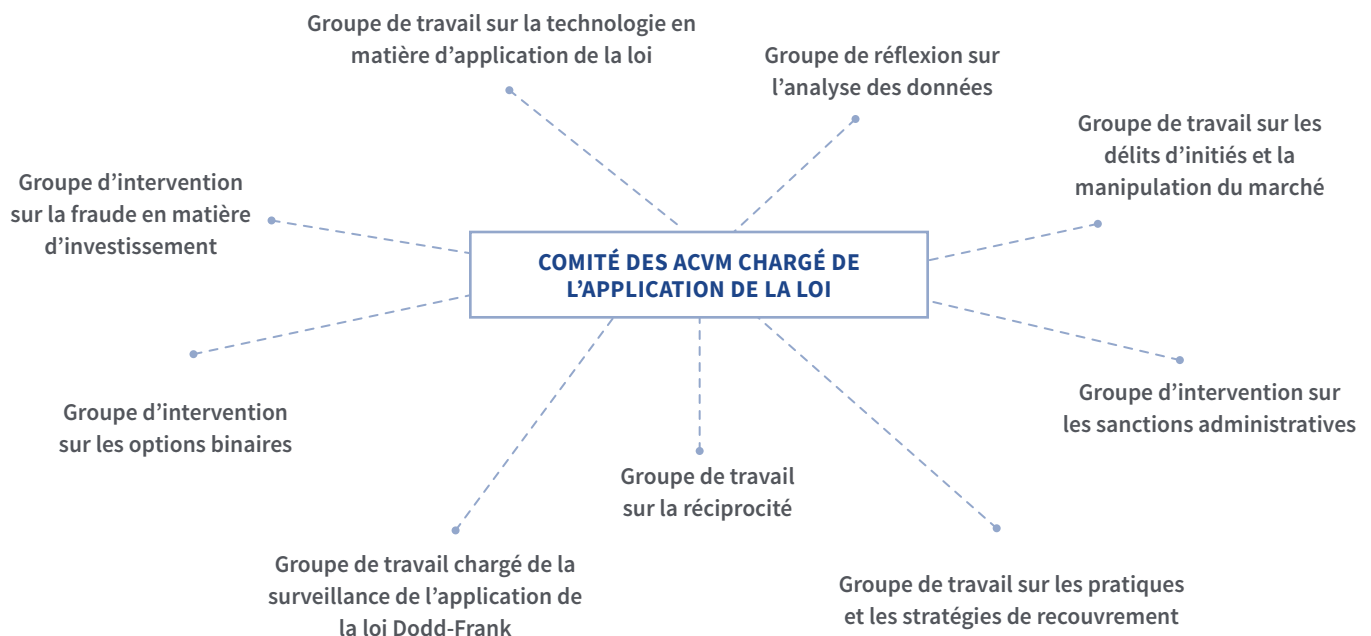 Groupe de travail sur la technologie en
matière d’application de la loi
Groupe de réflexion sur
l’analyse des données
Groupe de travail sur les
délits d’initiés et la
manipulation du marché
Groupe d’intervention
sur la fraude en matière
d’investissement
COMITÉ DES ACVM CHARGÉ DE
L’APPLICATION DE LA LOI
Groupe d’intervention
sur les options binaires
Groupe d’intervention sur
les sanctions administratives
Groupe de travail
sur la réciprocité
Groupe de travail chargé de la
surveillance de l’application de
la loi Dodd-Frank
Groupe de travail sur les pratiques
et les stratégies de recouvrement